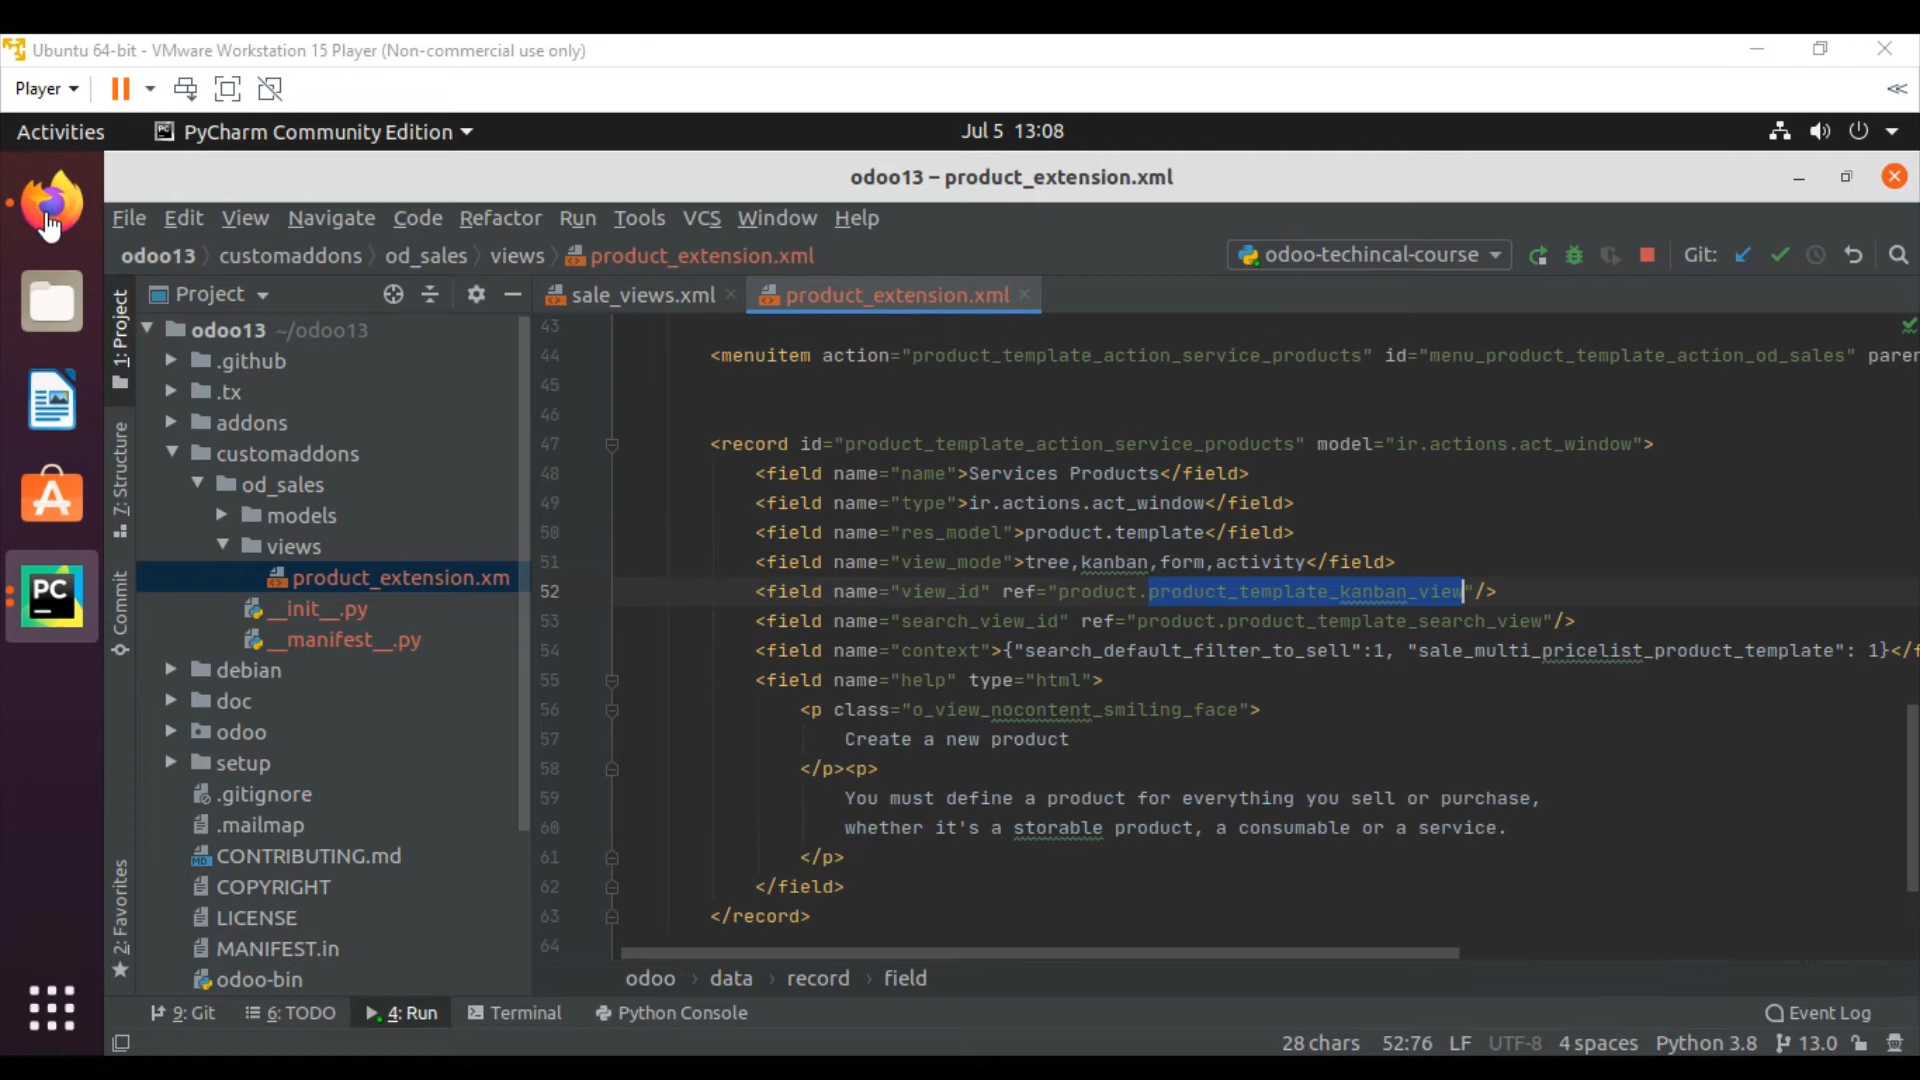 Ubuntu 64-bit - VMware Workstation 15 Player (Non-commercial use only)
Player
Activities
PC PyCharm Community Edition
Jul 5 13:08
odoo13 – product_extension.xml
File Edit View Navigate Code Refactor Run Tools VCS Window Help
odoo13 customaddons od_sales views product_extension.xml
odoo-techincal-course
Git:
Project
sale_views.xml
product_extension.xml
1: Project
7: Structure
Commit
2: Favorites
odoo13 ~/odoo13
.github
.tx
addons
customaddons
od_sales
models
views
product_extension.xm
__init__.py
__manifest__.py
debian
doc
odoo
setup
.gitignore
.mailmap
MD CONTRIBUTING.md
COPYRIGHT
LICENSE
MANIFEST.in
odoo-bin
PC
43
44 <menuitem action="product_template_action_service_products" id="menu_product_template_action_od_sales" paren
45
46
47 <record id="product_template_action_service_products" model="ir.actions.act_window">
48 <field name="name">Services Products</field>
49 <field name="type">ir.actions.act_window</field>
50 <field name="res_model">product.template</field>
51 <field name="view_mode">tree,kanban,form,activity</field>
52 <field name="view_id" ref="product.product_template_kanban_view"/>
53 <field name="search_view_id" ref="product.product_template_search_view"/>
54 <field name="context">{"search_default_filter_to_sell":1, "sale_multi_pricelist_product_template": 1}</f
55 <field name="help" type="html">
56 <p class="o_view_nocontent_smiling_face">
57 Create a new product
58 </p><p>
59 You must define a product for everything you sell or purchase,
60 whether it's a storable product, a consumable or a service.
61 </p>
62 </field>
63 </record>
64
odoo data record field
9: Git 6: TODO 4: Run Terminal Python Console
Event Log
28 chars 52:76 LF UTF-8 4 spaces Python 3.8 13.0